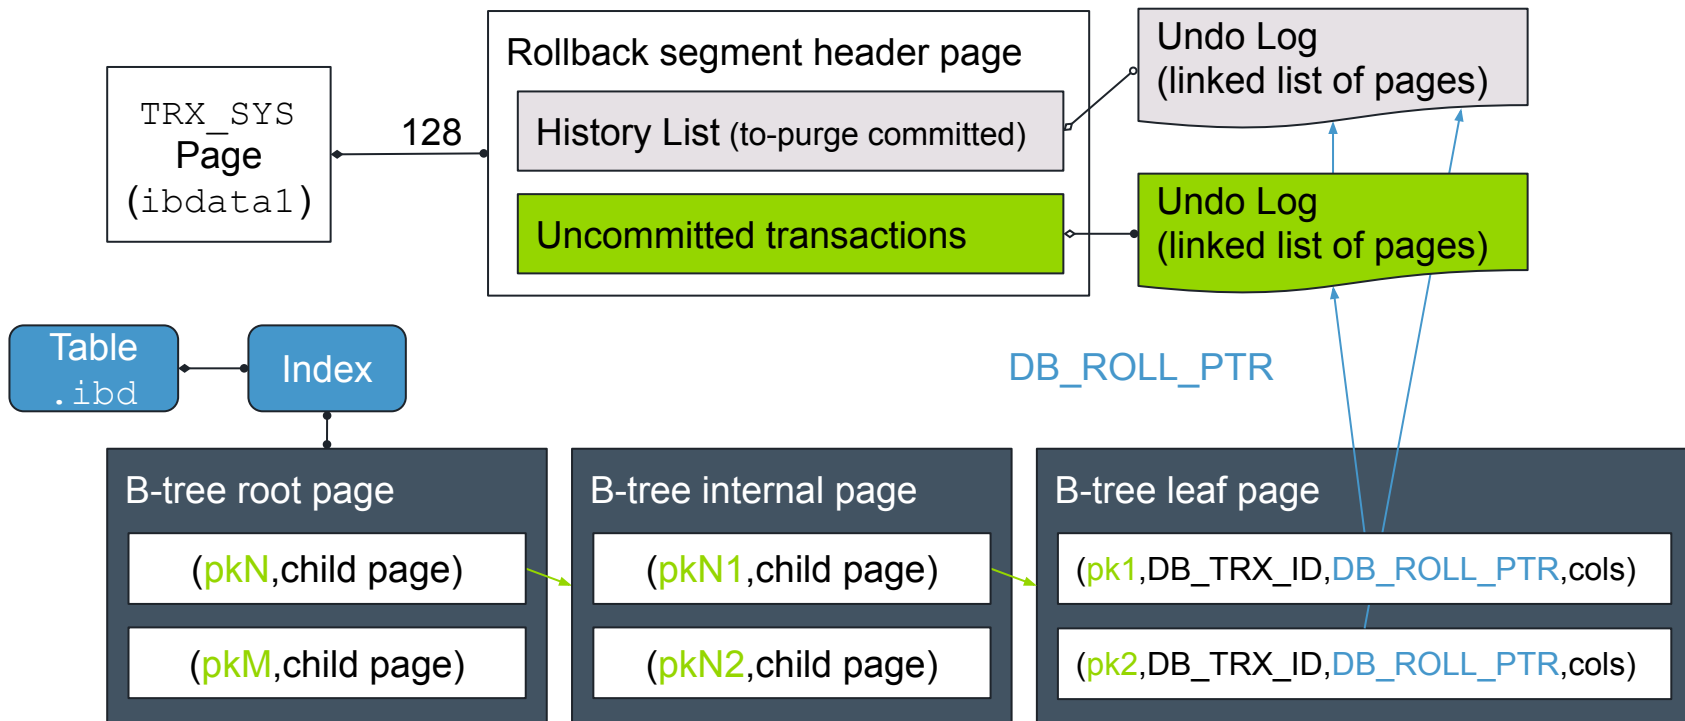 TRX_SYS
Page
(ibdata1)
128
Rollback segment header page
History List (to-purge committed)
Uncommitted transactions
Undo Log
(linked list of pages)
Undo Log
(linked list of pages)
Table
.ibd
Index
DB_ROLL_PTR
B-tree root page
(pkN,child page)
(pkM,child page)
B-tree internal page
(pkN1,child page)
(pkN2,child page)
B-tree leaf page
(pk1,DB_TRX_ID,DB_ROLL_PTR,cols)
(pk2,DB_TRX_ID,DB_ROLL_PTR,cols)